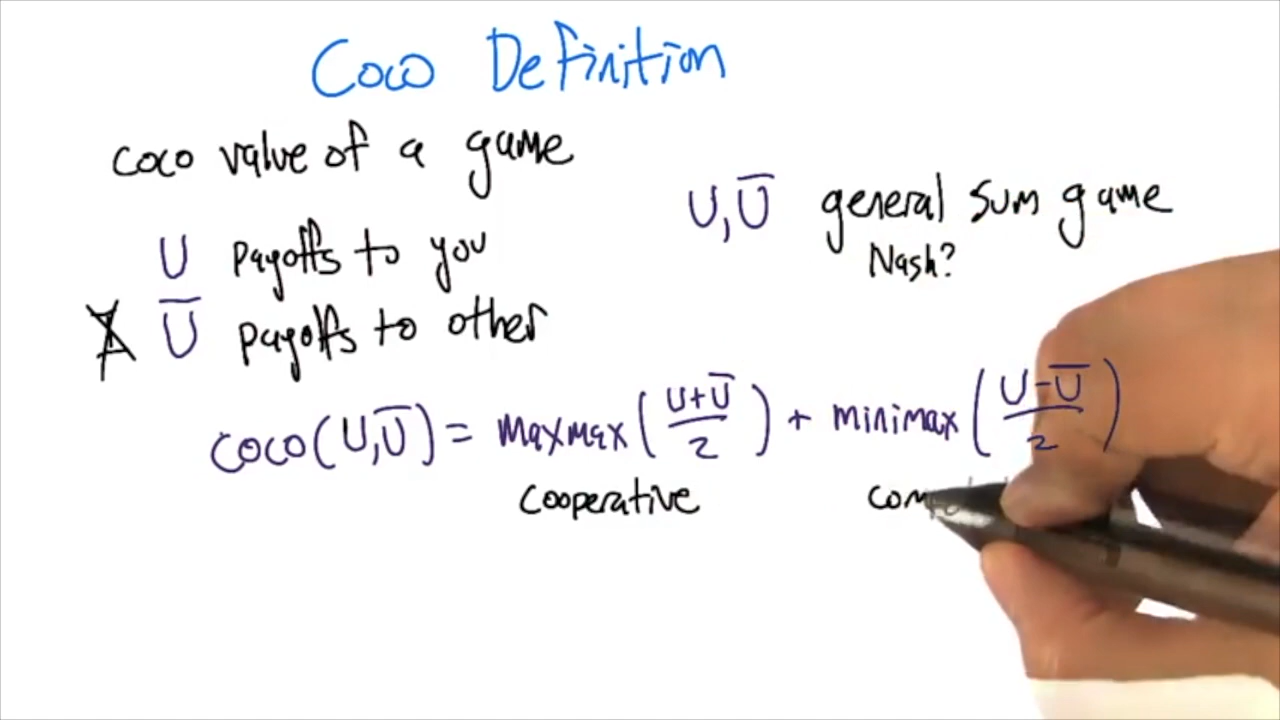 Coco Definition
coco value of a game
U payoffs to you
Ū payoffs to other
U, Ū general sum game
Nash?
coco(U,Ū) = maxmax(U+Ū/2) + minimax(U-Ū/2)
cooperative